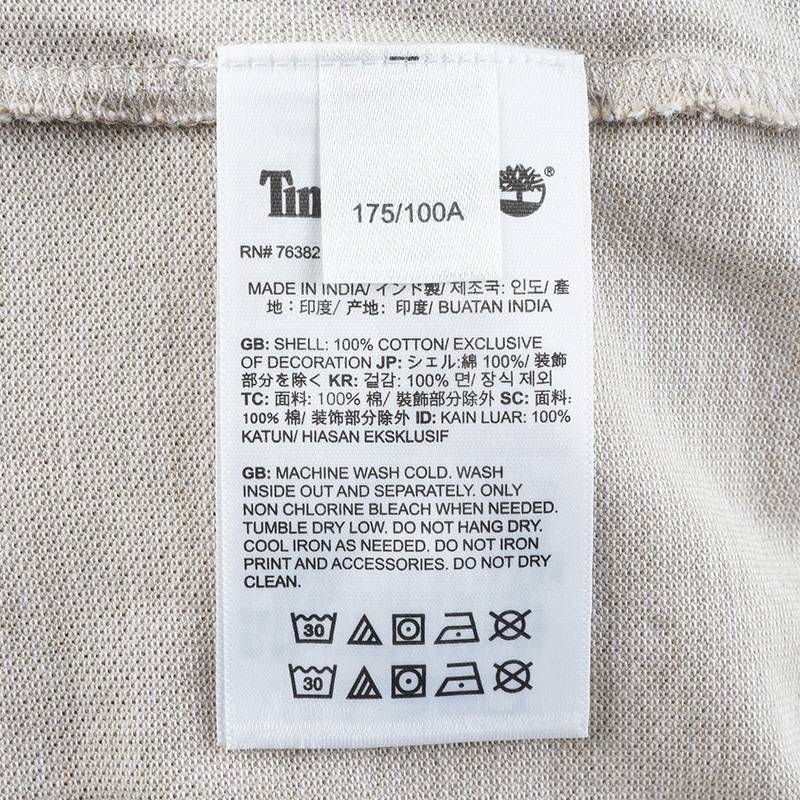 175/100A
RN# 76382
MADE IN INDIA/ インド製/ 제조국: 인도/ 產
地：印度/ 产地: 印度/ BUATAN INDIA
GB: SHELL: 100% COTTON/ EXCLUSIVE
OF DECORATION JP: シェル:綿 100%/ 装飾
部分を除く KR: 겉감: 100% 면/ 장식 제외
TC: 面料: 100% 棉/ 裝飾部分除外 SC: 面料:
100% 棉/ 装饰部分除外 ID: KAIN LUAR: 100%
KATUN/ HIASAN EKSKLUSIF
GB: MACHINE WASH COLD. WASH
INSIDE OUT AND SEPARATELY. ONLY
NON CHLORINE BLEACH WHEN NEEDED.
TUMBLE DRY LOW. DO NOT HANG DRY.
COOL IRON AS NEEDED. DO NOT IRON
PRINT AND ACCESSORIES. DO NOT DRY
CLEAN.
30
30